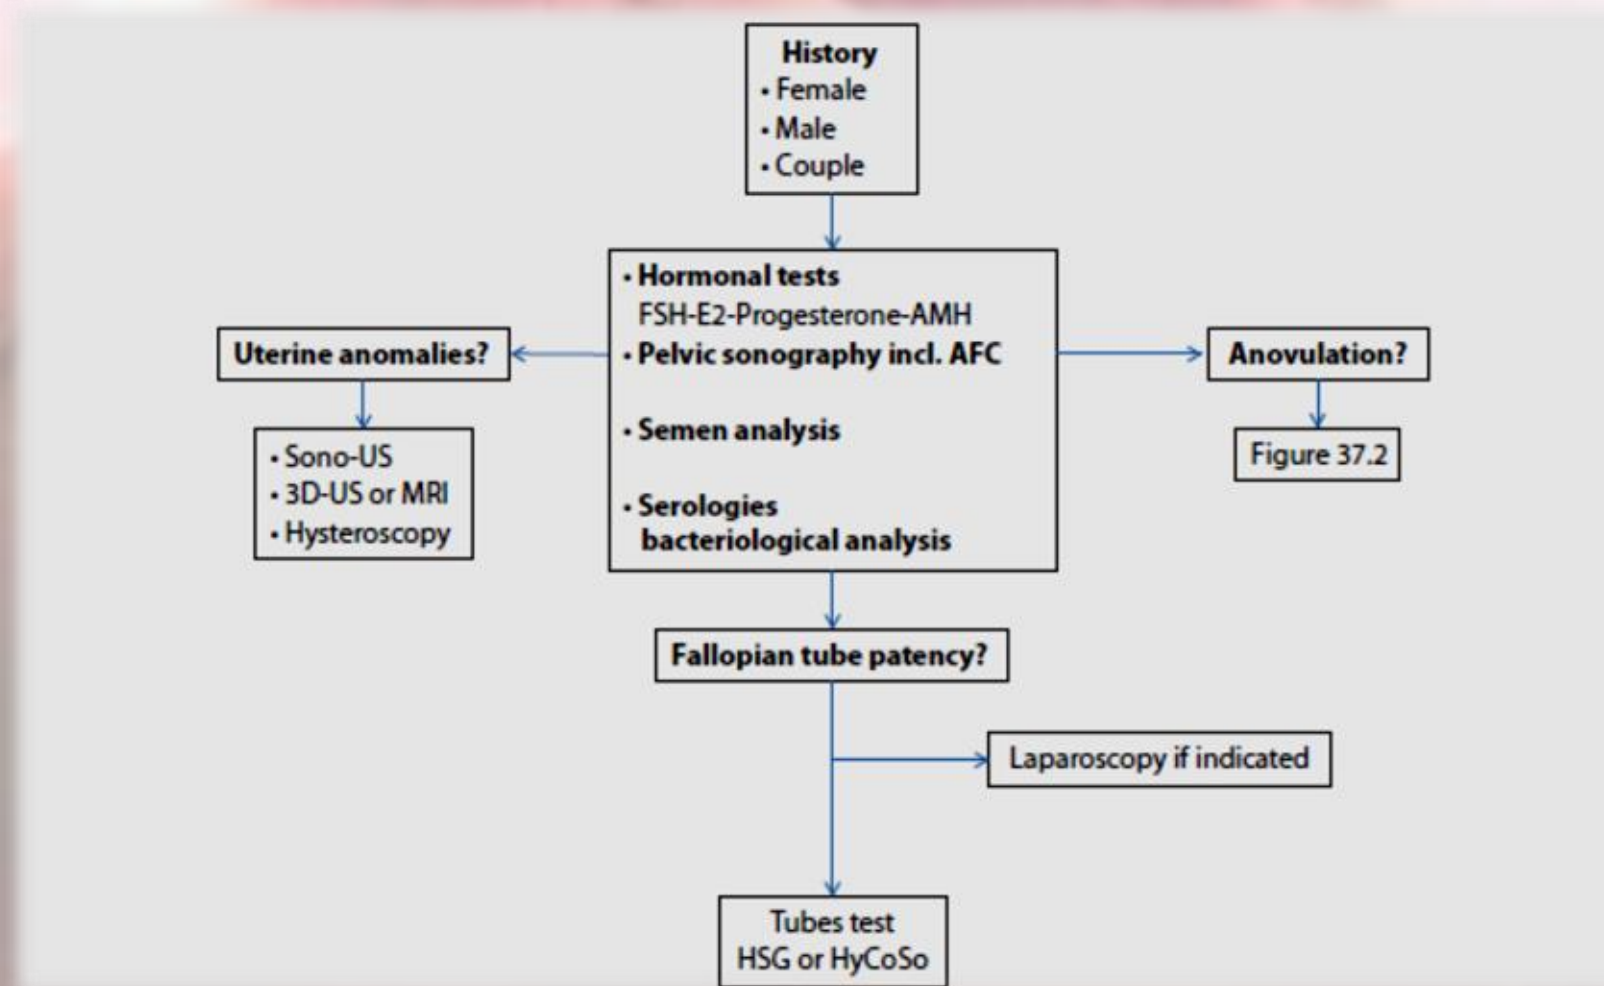 History
• Female
• Male
• Couple
• Hormonal tests
FSH-E2-Progesterone-AMH
• Pelvic sonography incl. AFC
• Semen analysis
• Serologies
bacteriological analysis
Uterine anomalies?
• Sono-US
• 3D-US or MRI
• Hysteroscopy
Anovulation?
Figure 37.2
Fallopian tube patency?
Laparoscopy if indicated
Tubes test
HSG or HyCoSo